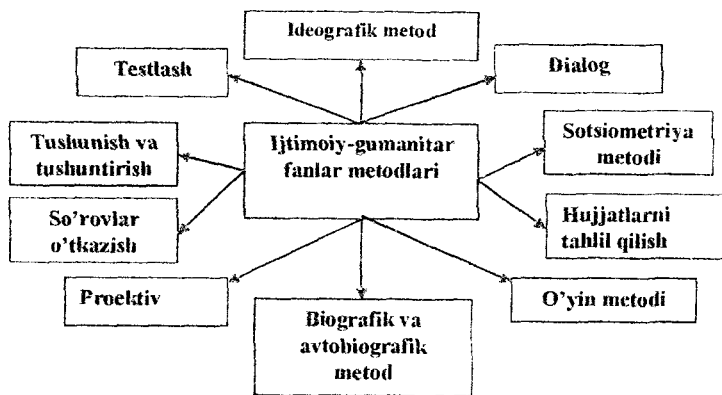 Ideografik metod
Testlash
Dialog
Tushunish va
tushuntirish
Ijtimoiy-gumanitar
fanlar metodlari
Sotsiometriya
metodi
So’rovlar
o’tkazish
Hujjatlarni
tahlil qilish
Proektiv
Biografik va
avtobiografik
metod
O’yin metodi